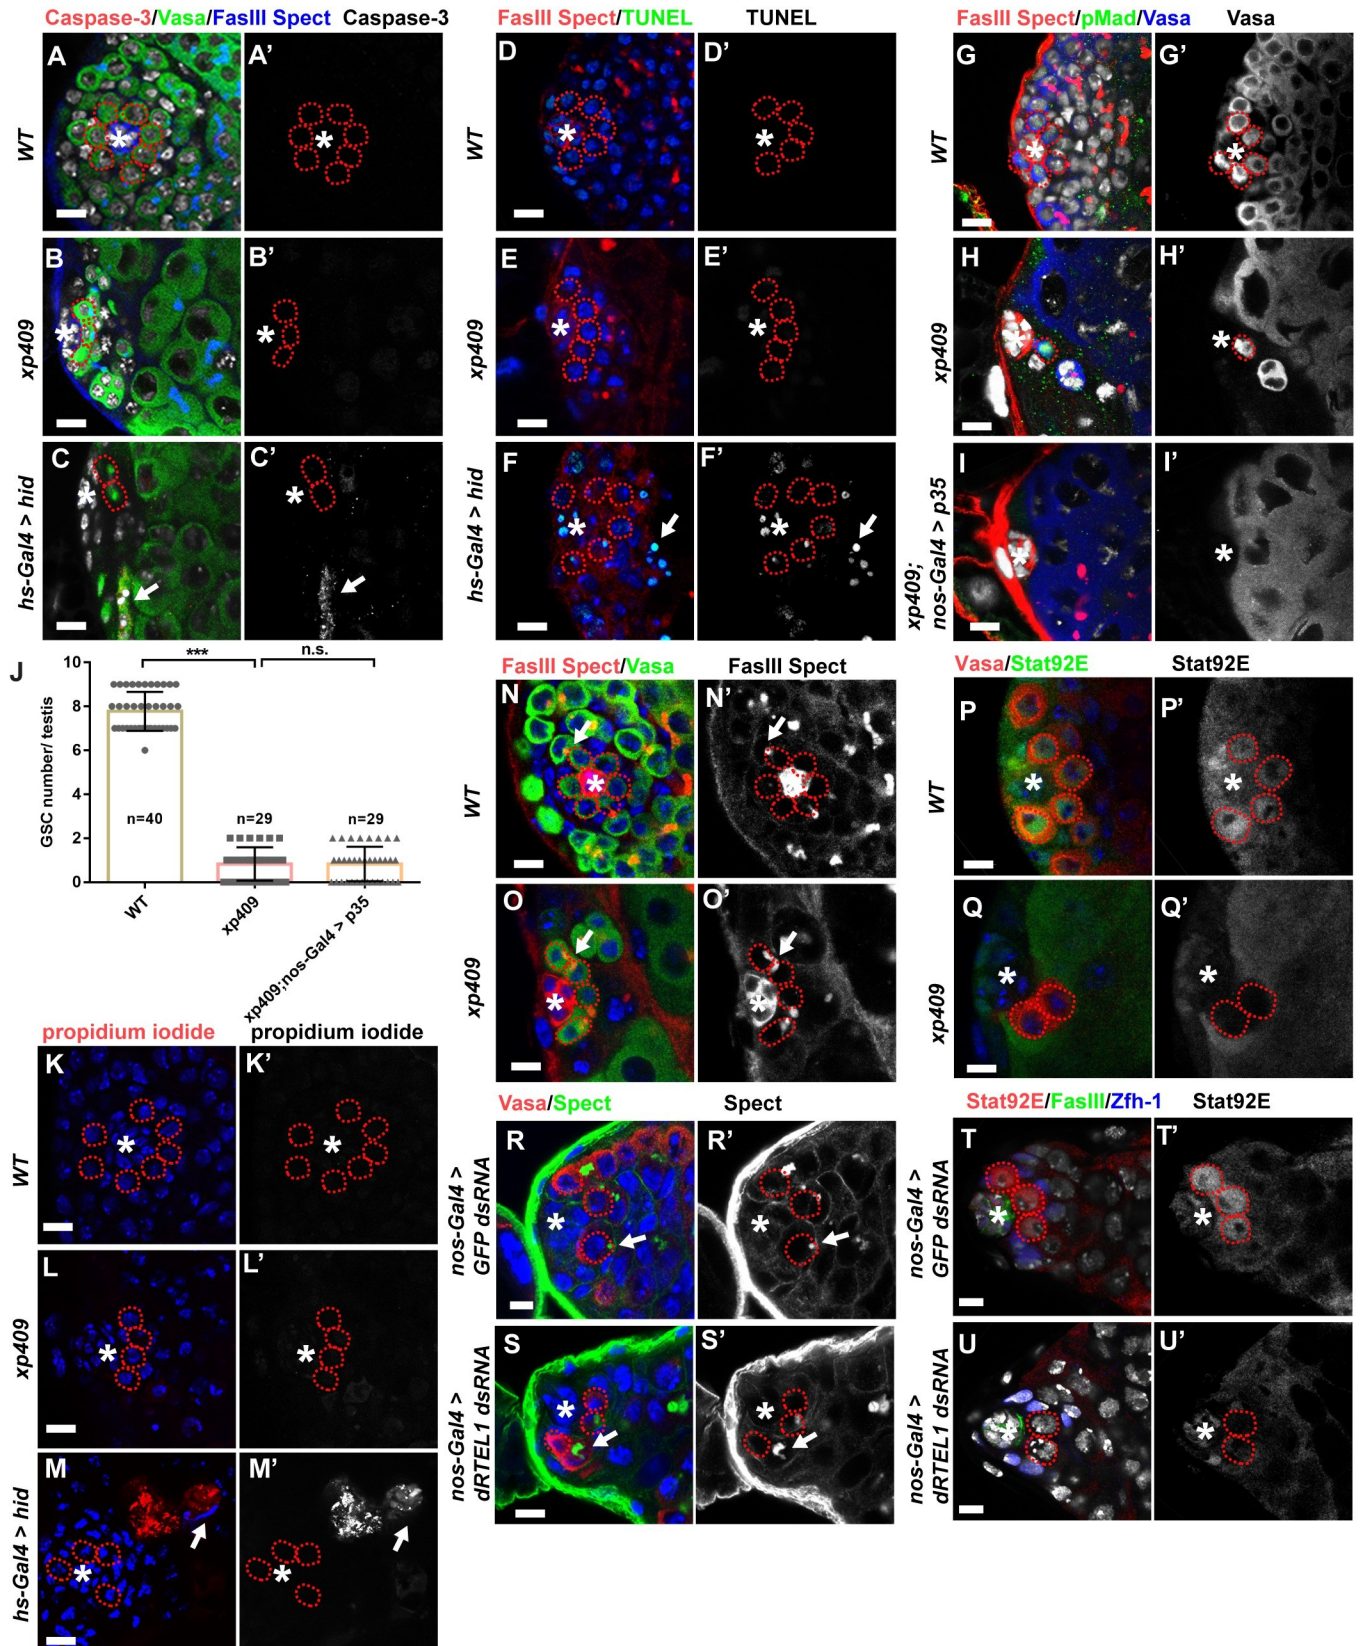 Caspase-3/Vasa/FasIII Spect Caspase-3
WT
A A'
xp409
B B'
hs-Gal4 > hid
C C'
FasIII Spect/TUNEL TUNEL
WT
D D'
xp409
E E'
hs-Gal4 > hid
F F'
FasIII Spect/pMad/Vasa Vasa
WT
G G'
xp409
H H'
xp409;
nos-Gal4 > p35
I I'
J
GSC number/ testis
10
8
6
4
2
0
***
n.s.
n=40
n=29
n=29
WT
xp409
xp409;nos-Gal4 > p35
propidium iodide propidium iodide
WT
K K'
xp409
L L'
hs-Gal4 > hid
M M'
FasIII Spect/Vasa FasIII Spect
WT
N N'
xp409
O O'
Vasa/Stat92E Stat92E
WT
P P'
xp409
Q Q'
Vasa/Spect Spect
nos-Gal4 >
GFP dsRNA
R R'
nos-Gal4 >
dRTEL1 dsRNA
S S'
Stat92E/FasIII/Zfh-1 Stat92E
nos-Gal4 >
GFP dsRNA
T T'
nos-Gal4 >
dRTEL1 dsRNA
U U'